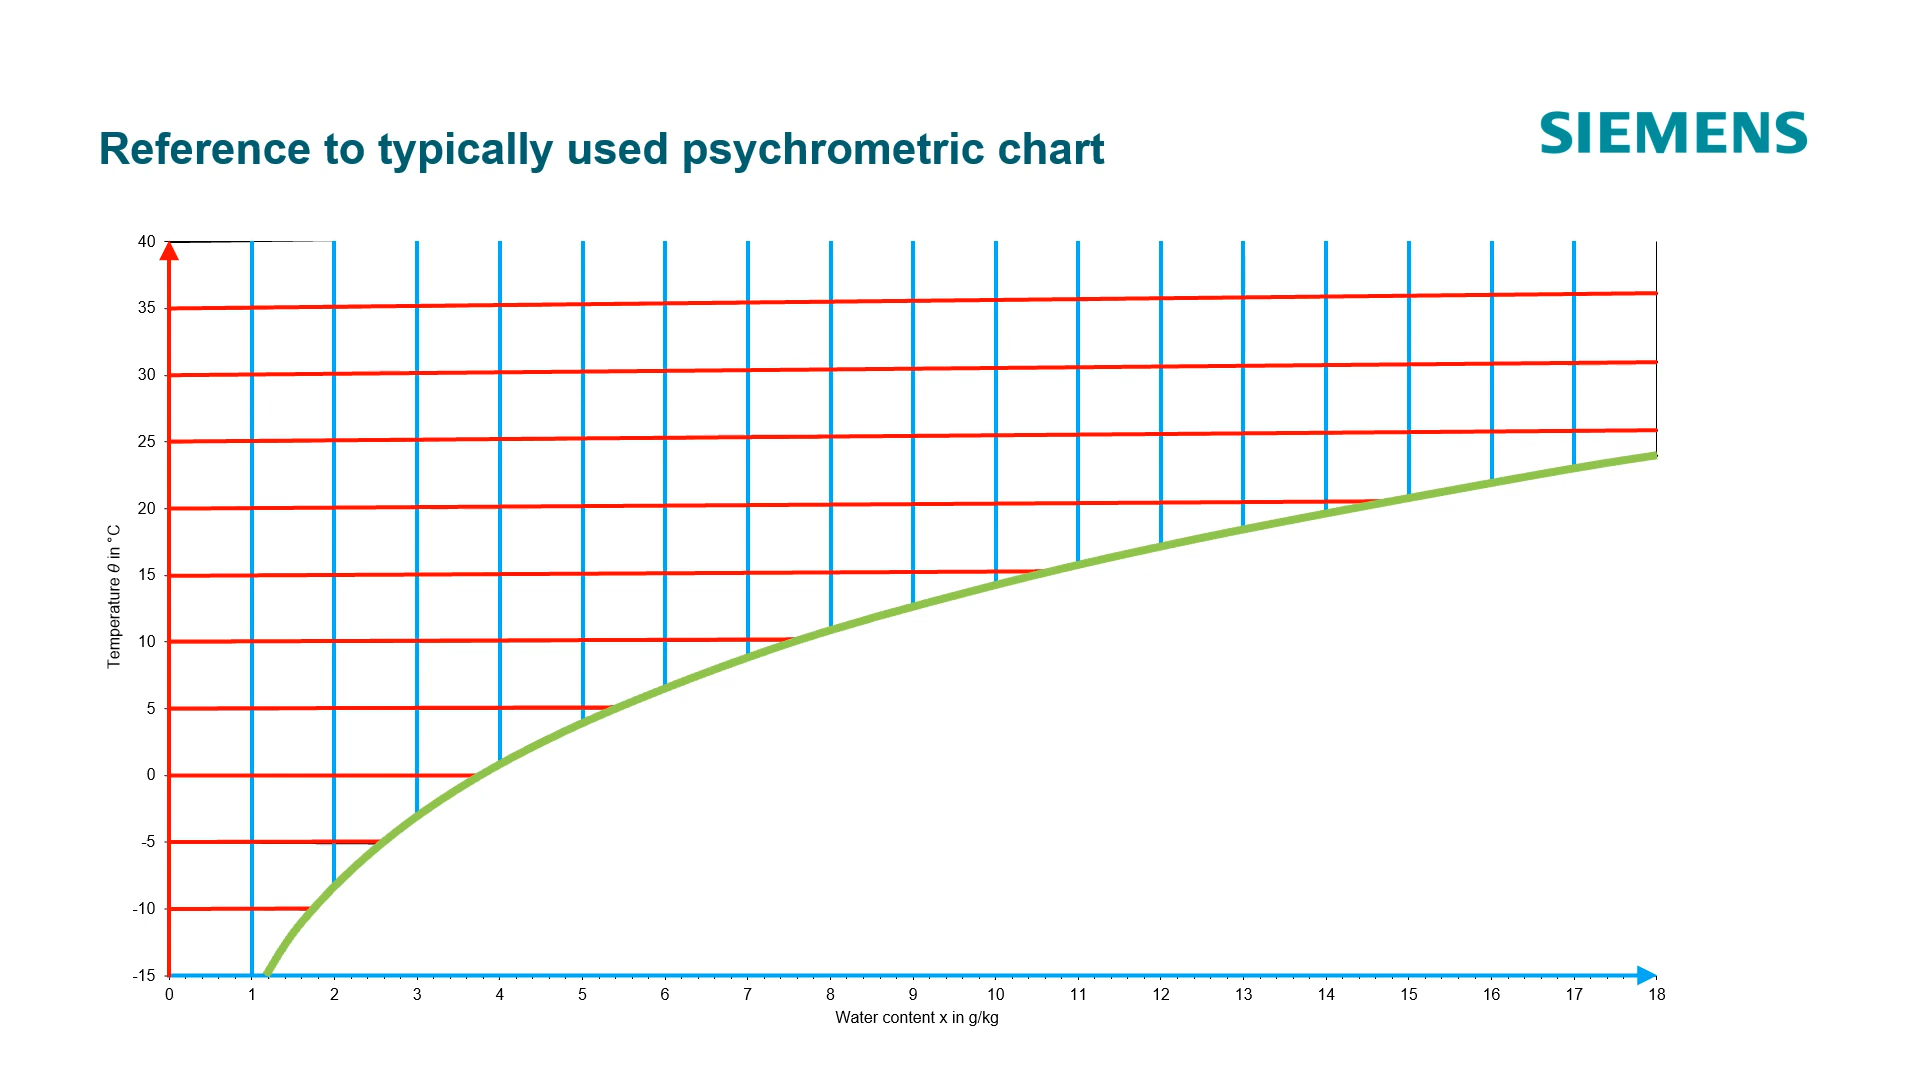 SIEMENS
Reference to typically used psychrometric chart
40
35
30
25
20
15
10
5
0
-5
-10
-15
Temperature θ in °C
0 1 2 3 4 5 6 7 8 9 10 11 12 13 14 15 16 17 18
Water content x in g/kg